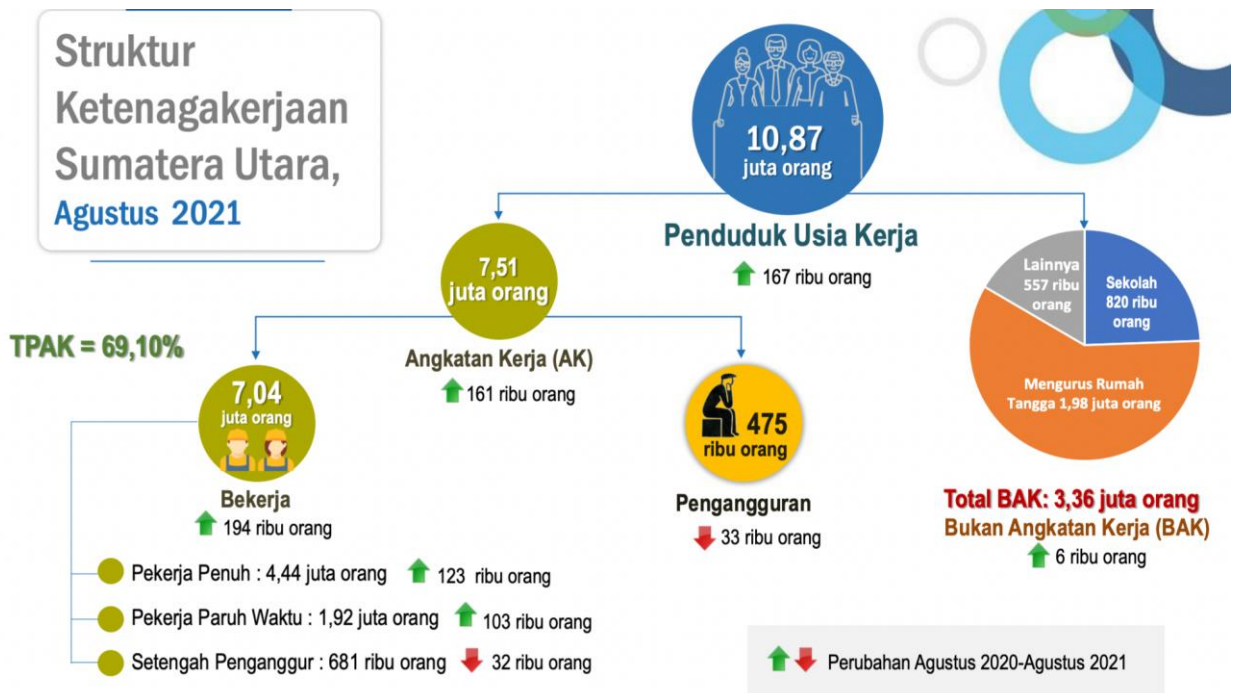 Struktur
Ketenagakerjaan
Sumatera Utara,
Agustus 2021
10,87
juta orang
Penduduk Usia Kerja
167 ribu orang
7,51
juta orang
Angkatan Kerja (AK)
161 ribu orang
TPAK = 69,10%
7,04
juta orang
Bekerja
194 ribu orang
Pekerja Penuh : 4,44 juta orang 123 ribu orang
Pekerja Paruh Waktu : 1,92 juta orang 103 ribu orang
Setengah Penganggur : 681 ribu orang 32 ribu orang
475
ribu orang
Pengangguran
33 ribu orang
Lainnya
557 ribu
orang
Sekolah
820 ribu
orang
Mengurus Rumah
Tangga 1,98 juta orang
Total BAK: 3,36 juta orang
Bukan Angkatan Kerja (BAK)
6 ribu orang
Perubahan Agustus 2020-Agustus 2021